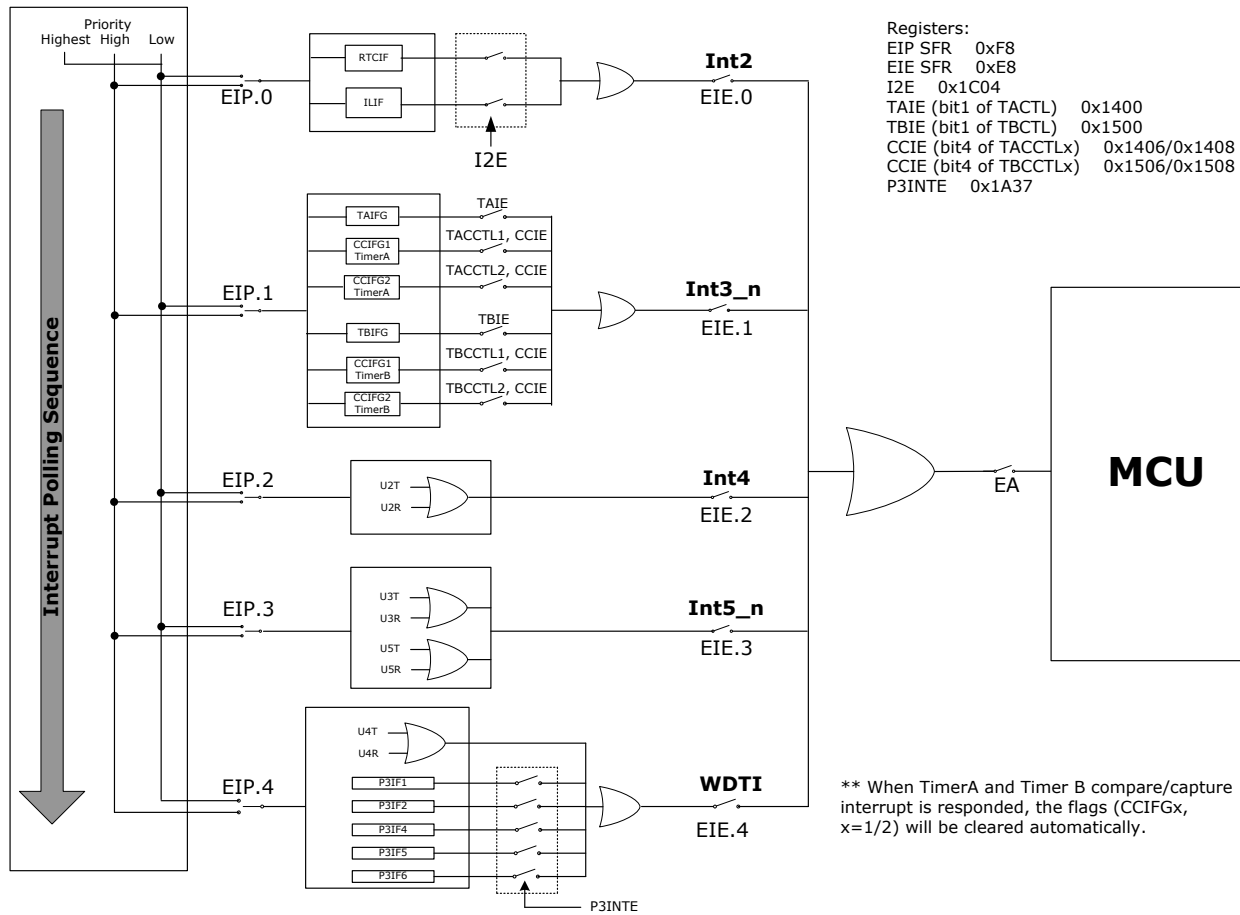 Priority
Highest High Low
Registers:
EIP SFR 0xF8
EIE SFR 0xE8
I2E 0x1C04
TAIE (bit1 of TACTL) 0x1400
TBIE (bit1 of TBCTL) 0x1500
CCIE (bit4 of TACCTLx) 0x1406/0x1408
CCIE (bit4 of TBCCTLx) 0x1506/0x1508
P3INTE 0x1A37
Interrupt Polling Sequence
EIP.0
RTCIF
ILIF
I2E
Int2
EIE.0
EIP.1
TAIFG
CCIFG1
TimerA
CCIFG2
TimerA
TBIFG
CCIFG1
TimerB
CCIFG2
TimerB
TAIE
TACCTL1, CCIE
TACCTL2, CCIE
TBIE
TBCCTL1, CCIE
TBCCTL2, CCIE
Int3_n
EIE.1
EIP.2
U2T
U2R
Int4
EIE.2
EIP.3
U3T
U3R
U5T
U5R
Int5_n
EIE.3
EIP.4
U4T
U4R
P3IF1
P3IF2
P3IF4
P3IF5
P3IF6
P3INTE
WDTI
EIE.4
EA
MCU
** When TimerA and Timer B compare/capture
interrupt is responded, the flags (CCIFGx,
x=1/2) will be cleared automatically.